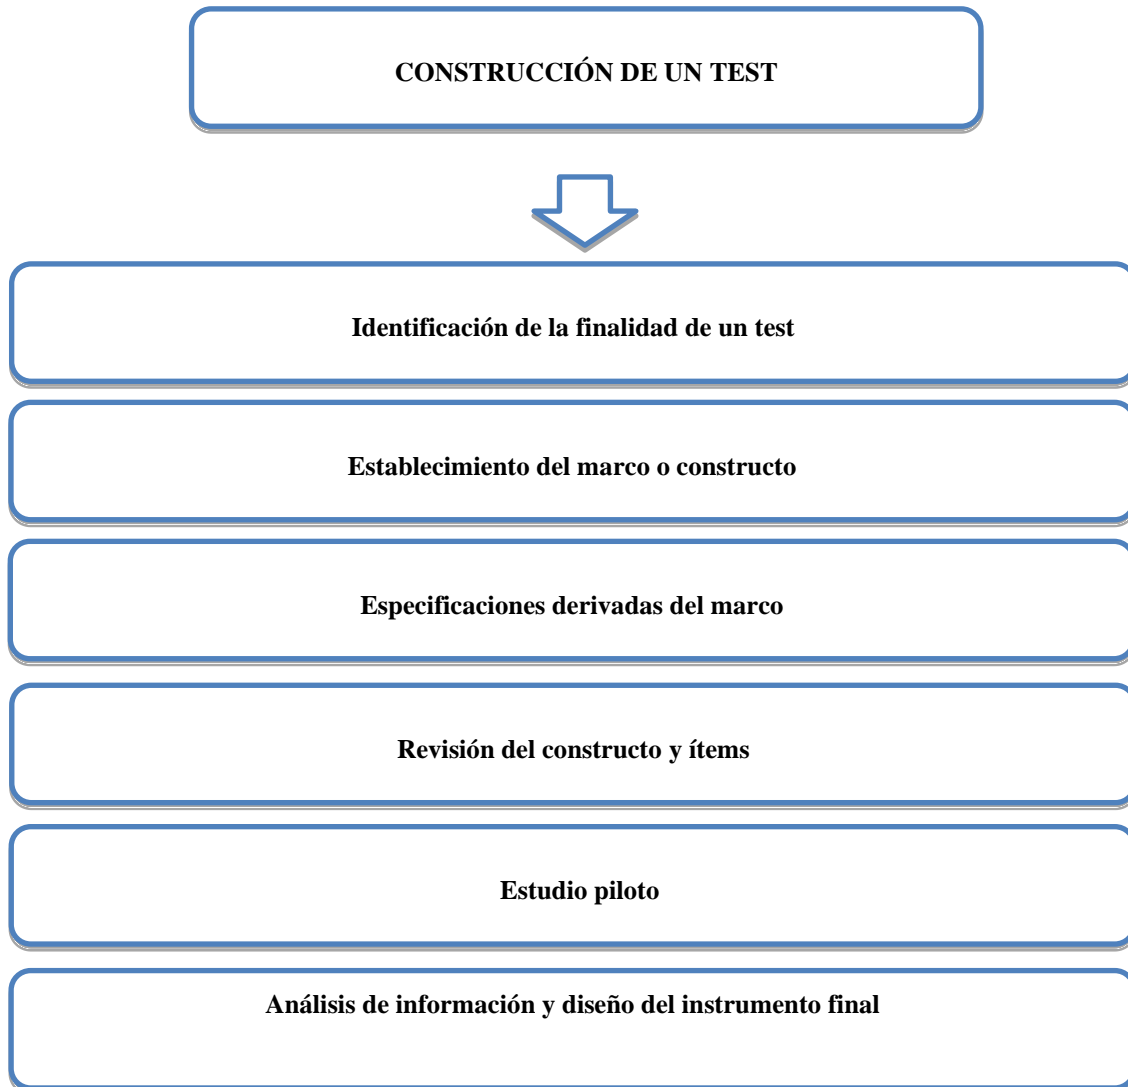 CONSTRUCCIÓN DE UN TEST
Identificación de la finalidad de un test
Establecimiento del marco o constructo
Especificaciones derivadas del marco
Revisión del constructo y ítems
Estudio piloto
Análisis de información y diseño del instrumento final